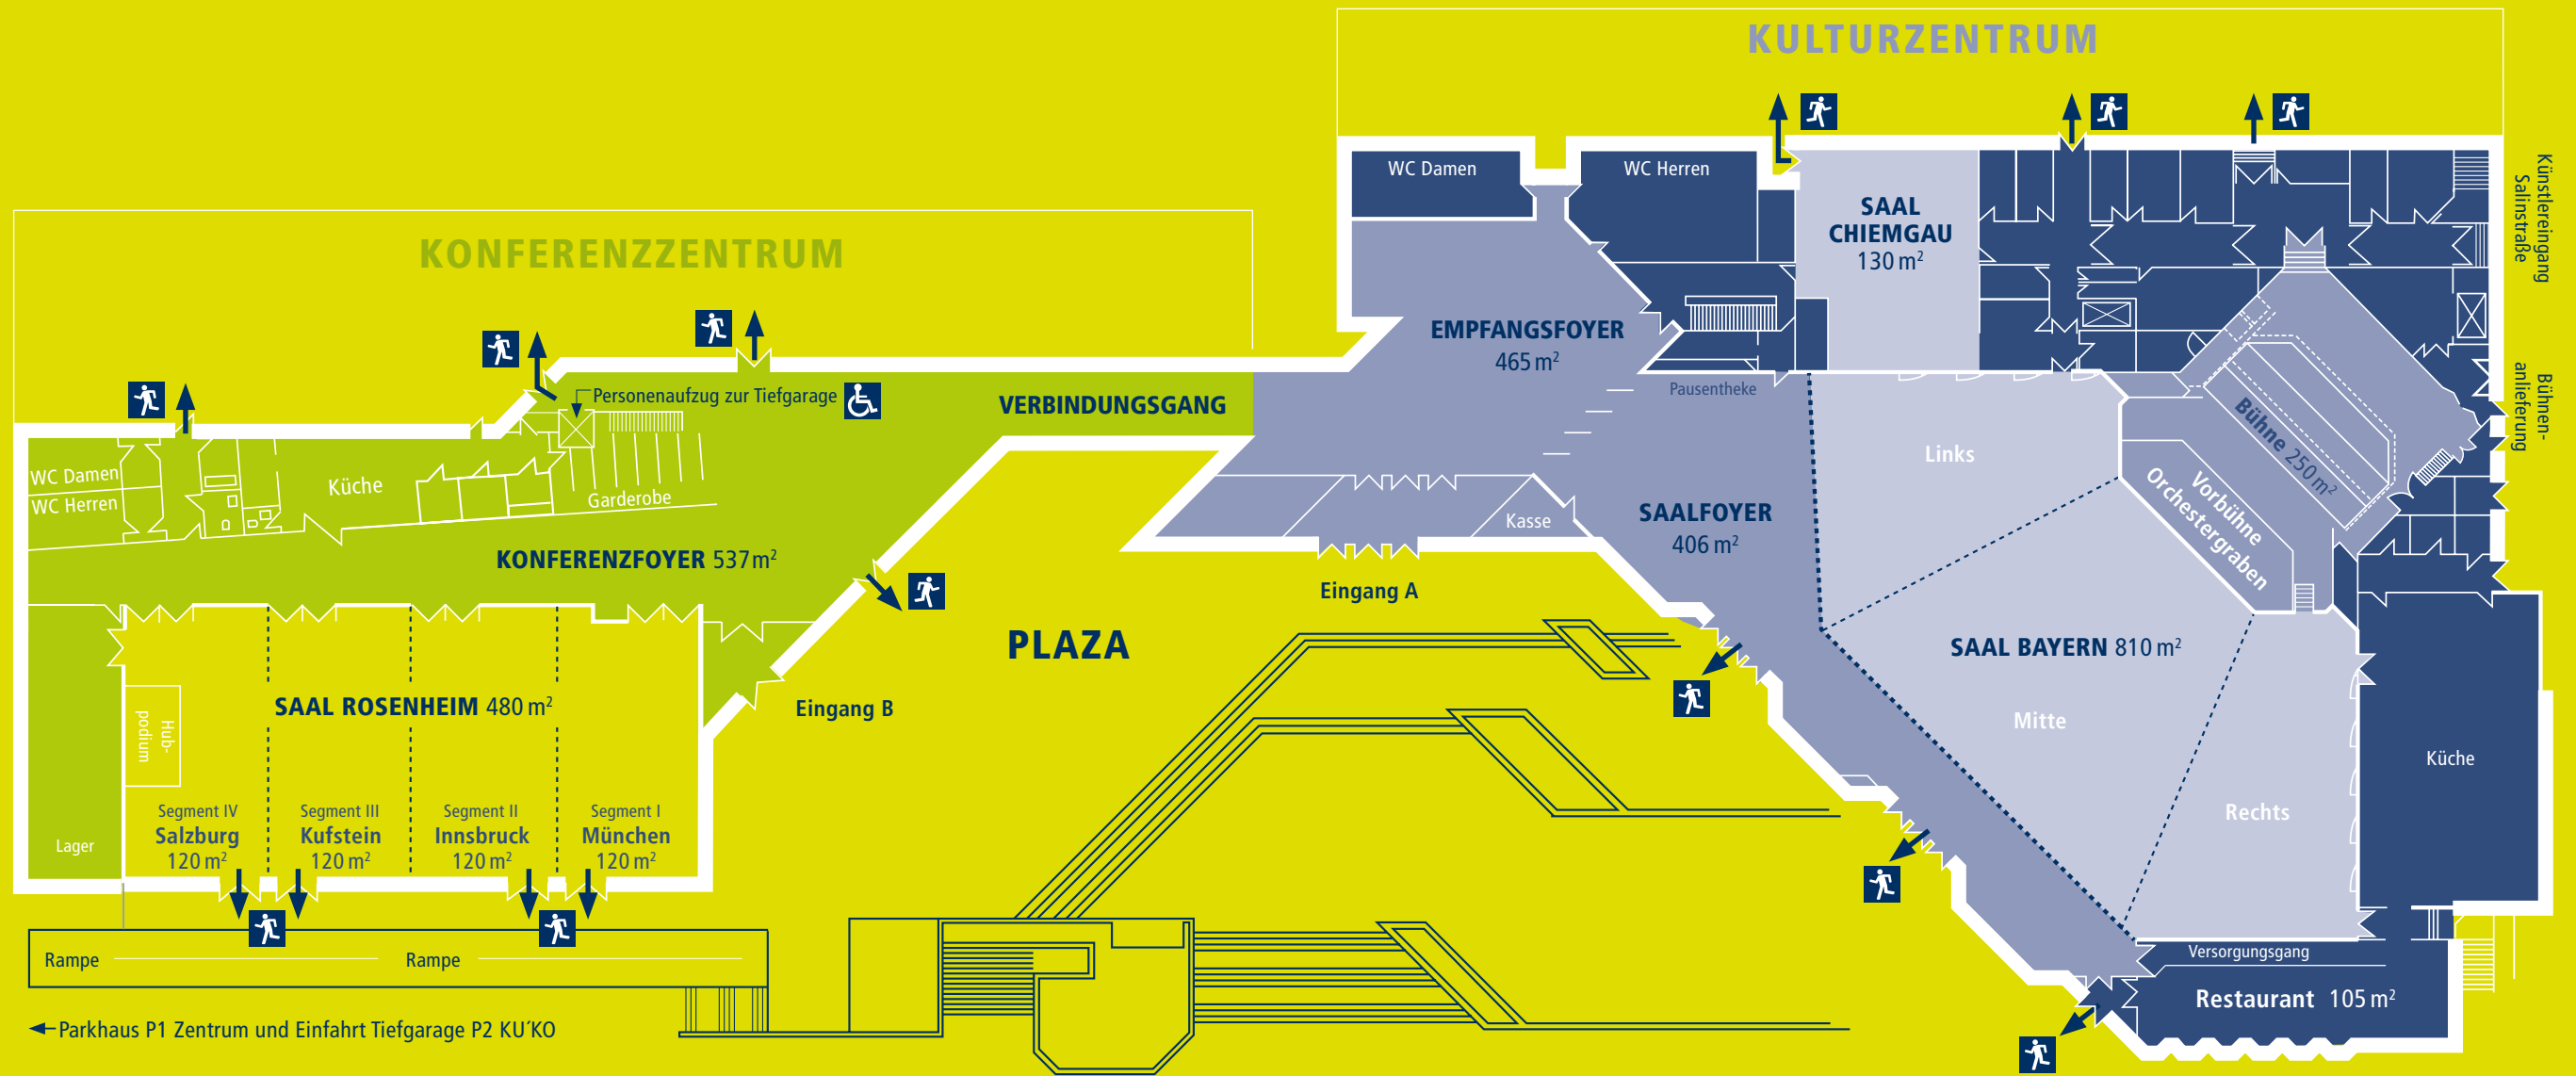 KULTURZENTRUM
KONFERENZZENTRUM
WC Damen
WC Herren
SAAL
CHIEMGAU
130 m²
Künstlereingang
Salinstraße
Bühnen-
anlieferung
EMPFANGSFOYER
465 m²
Pausentheke
Personenaufzug zur Tiefgarage
VERBINDUNGSGANG
WC Damen
WC Herren
Küche
Garderobe
KONFERENZFOYER 537 m²
Kasse
SAALFOYER
406 m²
Links
Bühne 250 m²
Vorbühne
Orchestergraben
Eingang A
PLAZA
SAAL BAYERN 810 m²
Mitte
Rechts
Küche
Eingang B
SAAL ROSENHEIM 480 m²
Hub-
podium
Lager
Segment IV
Salzburg
120 m²
Segment III
Kufstein
120 m²
Segment II
Innsbruck
120 m²
Segment I
München
120 m²
Rampe
Rampe
Versorgungsgang
Restaurant 105 m²
Parkhaus P1 Zentrum und Einfahrt Tiefgarage P2 KU´KO